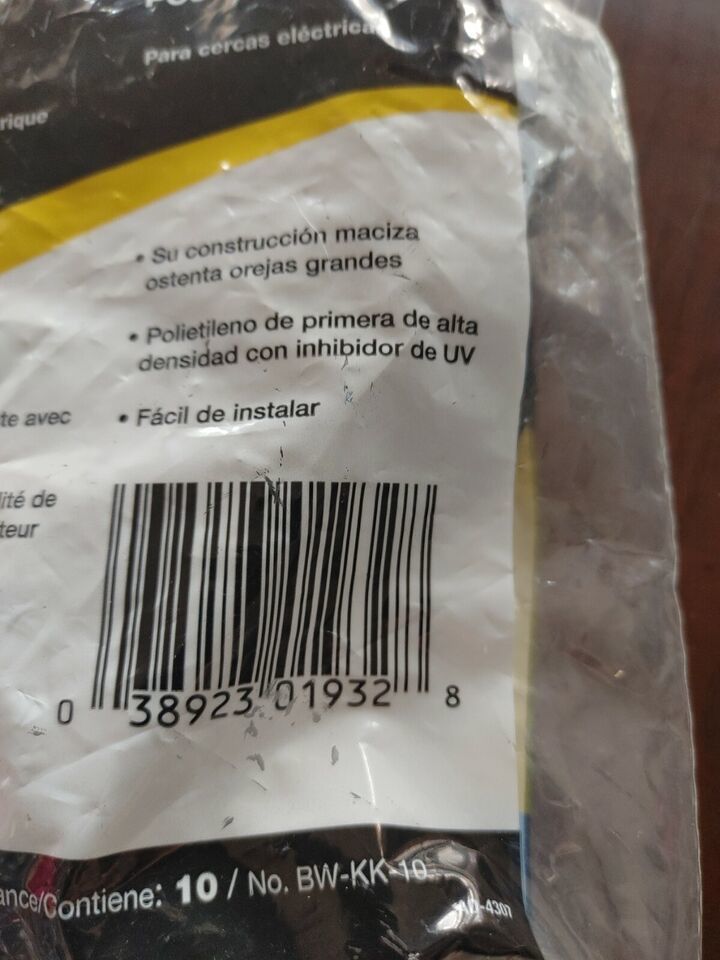 Para cercas eléctricas
rique
• Su construcción maciza
ostenta orejas grandes
• Polietileno de primera de alta
densidad con inhibidor de UV
te avec
• Fácil de instalar
lité de
teur
0 38923 01932 8
ance/Contiene: 10 / No. BW-KK-10
AD-4307